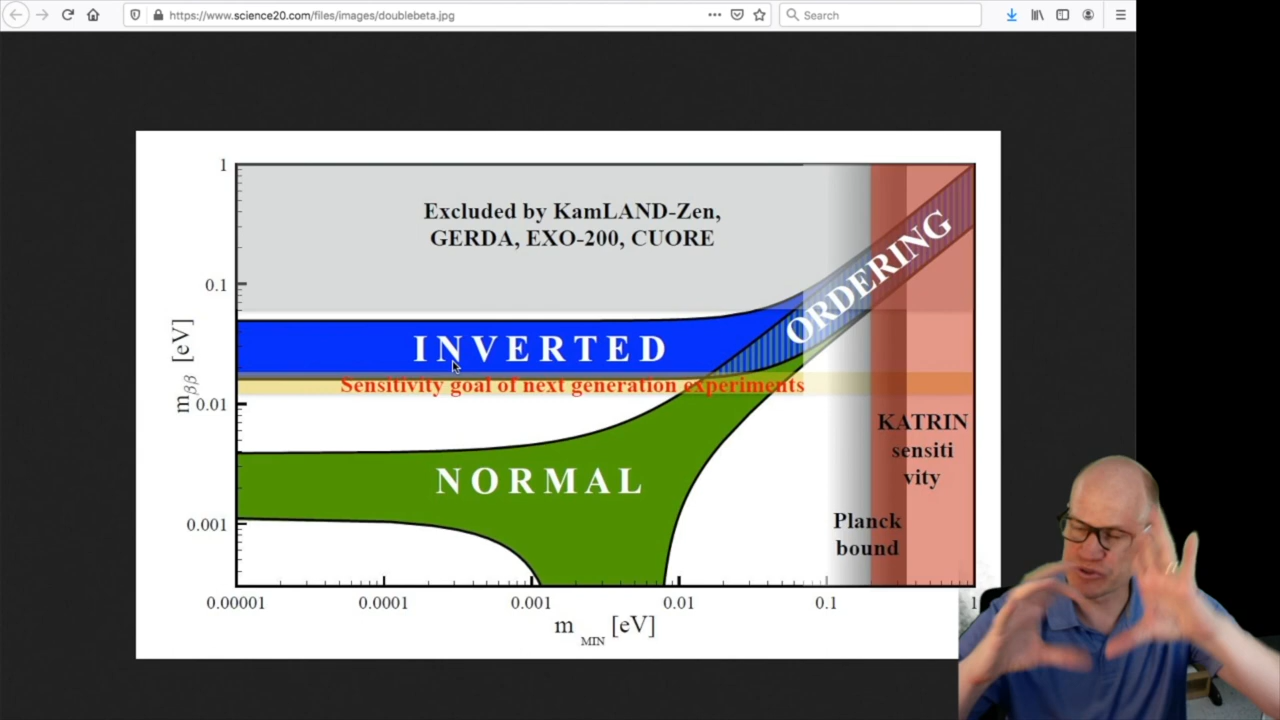 https://www.science20.com/files/images/doublebeta.jpg
Search
Excluded by KamLAND-Zen,
GERDA, EXO-200, CUORE
INVERTED
ORDERING
Sensitivity goal of next generation experiments
NORMAL
KATRIN
sensiti
vity
Planck
bound
1
0.1
0.01
0.001
mββ [eV]
0.00001
0.0001
0.001
0.01
0.1
1
m MIN [eV]